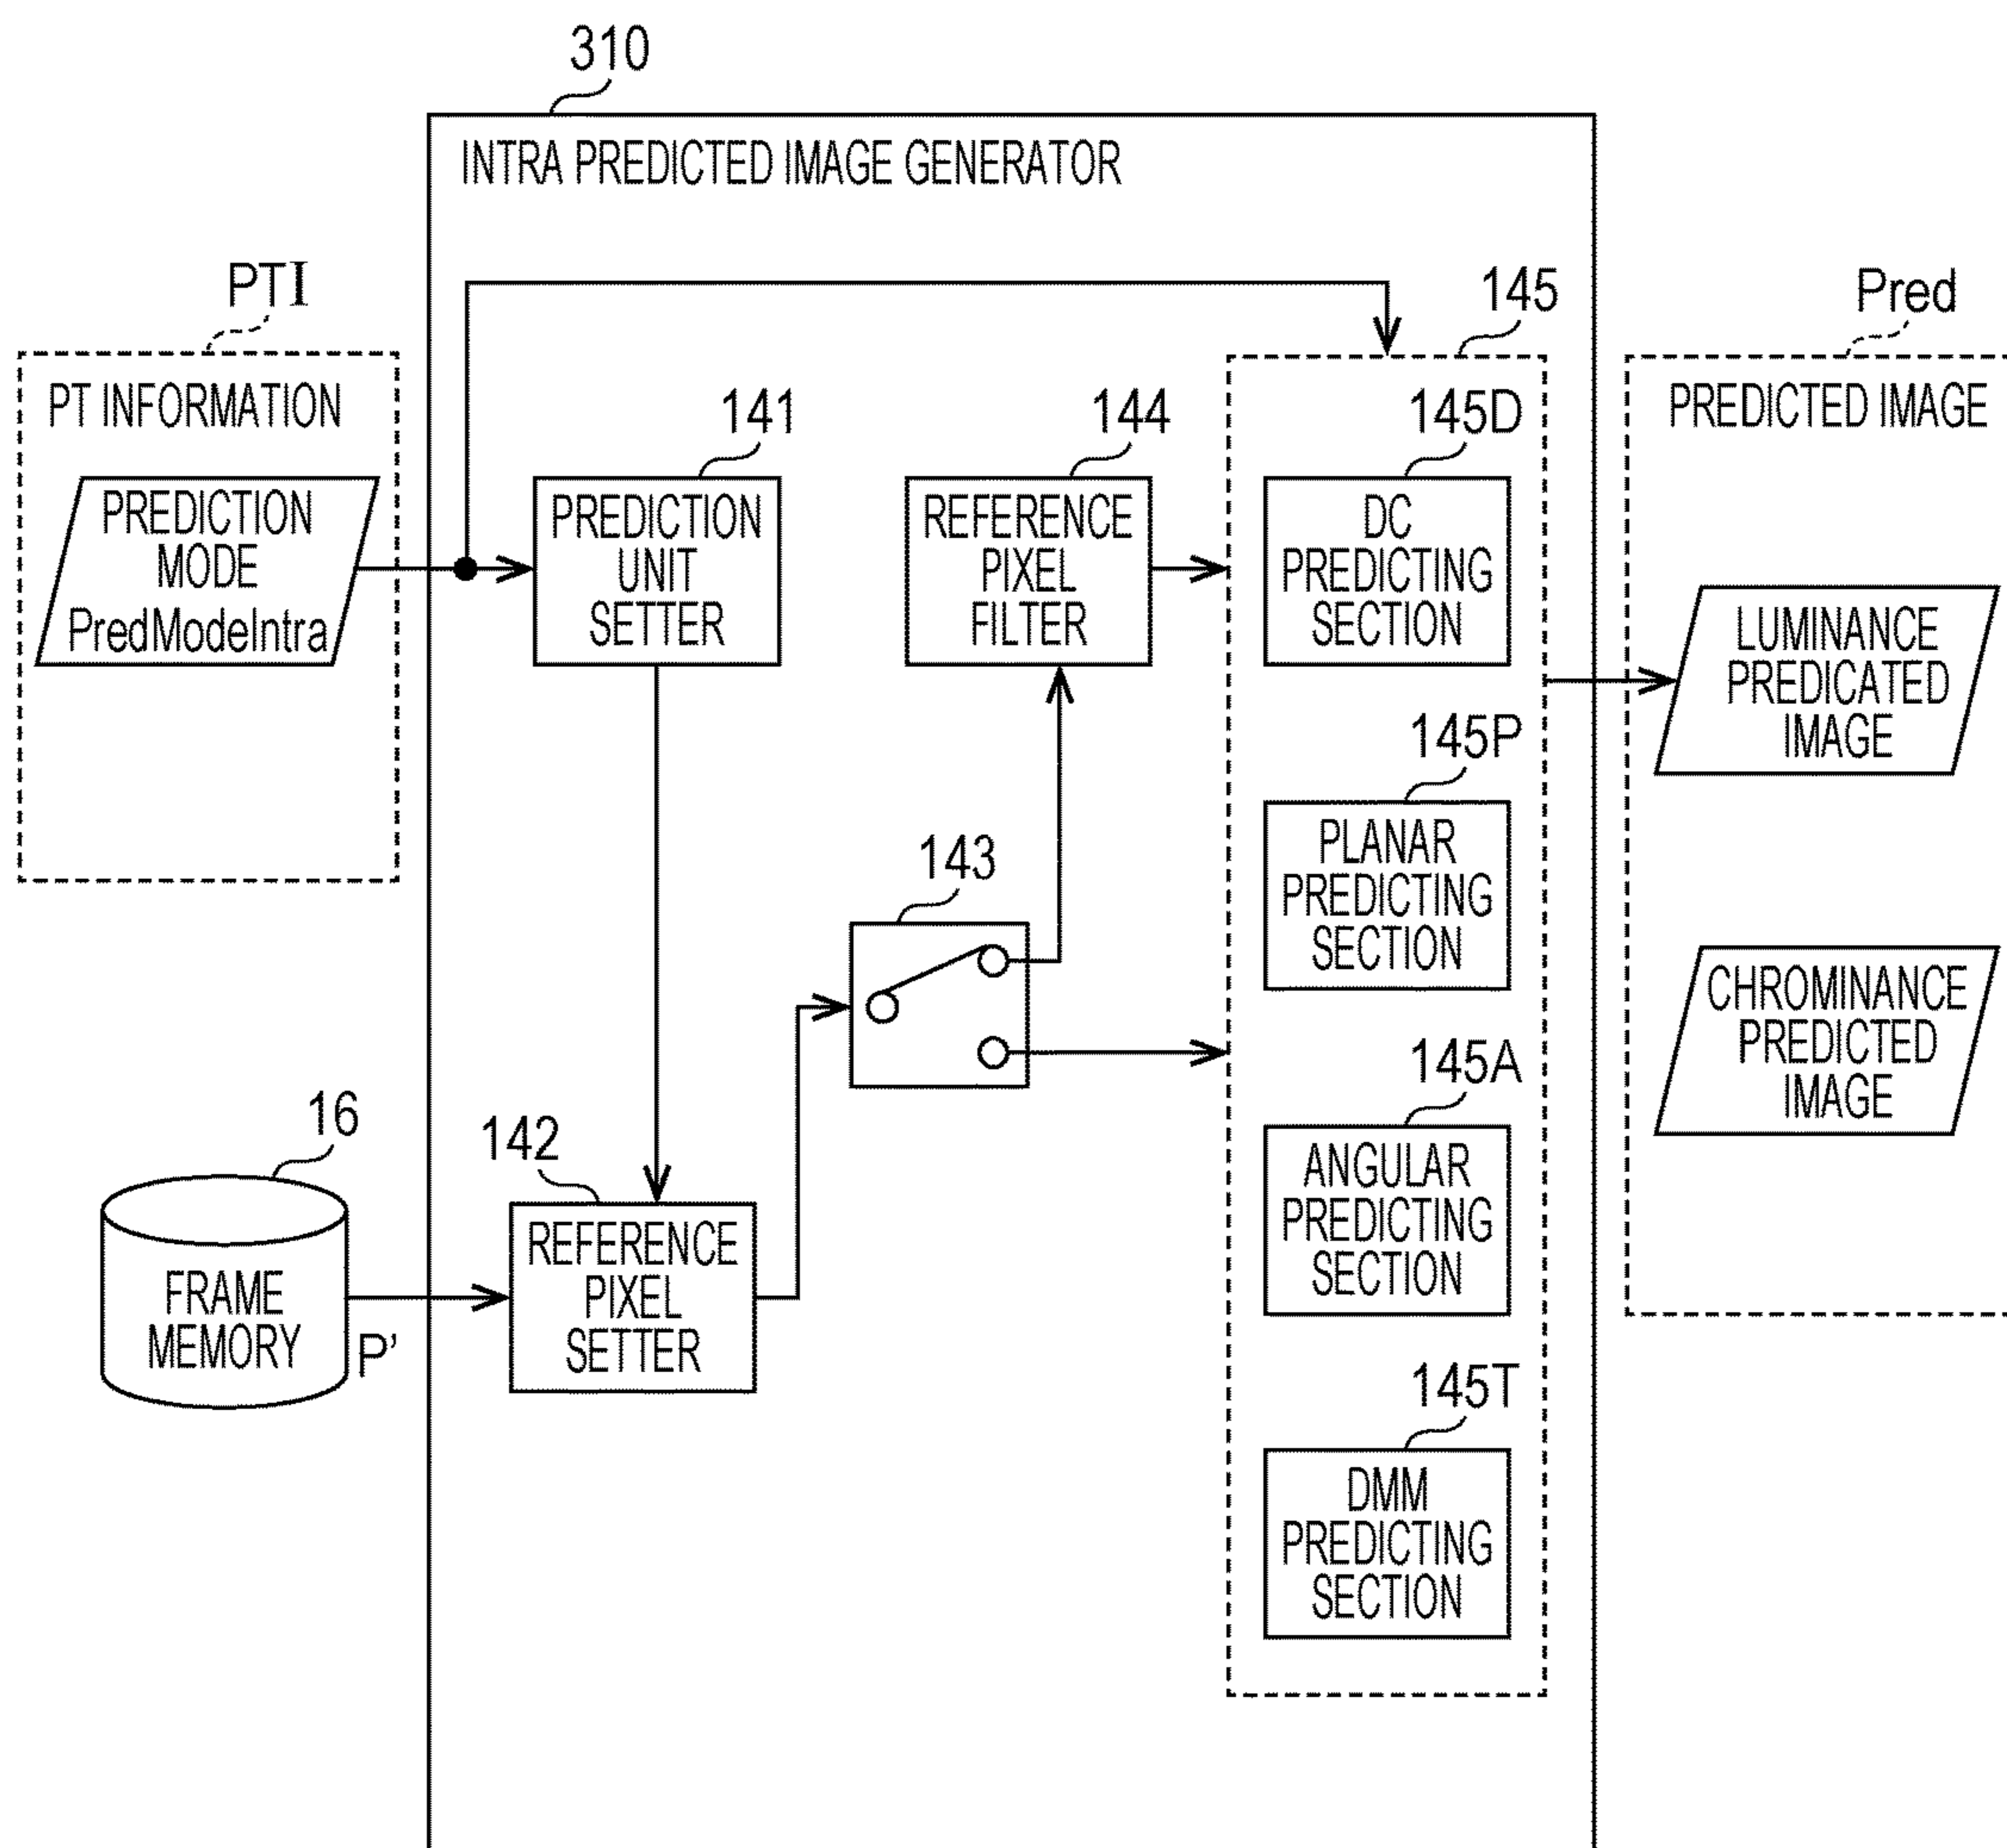 310
INTRA PREDICTED IMAGE GENERATOR
PTI
PT INFORMATION
PREDICTION
MODE
PredModeIntra
141
PREDICTION
UNIT
SETTER
144
REFERENCE
PIXEL
FILTER
145
145D
DC
PREDICTING
SECTION
Pred
PREDICTED IMAGE
LUMINANCE
PREDICATED
IMAGE
145P
PLANAR
PREDICTING
SECTION
143
CHROMINANCE
PREDICTED
IMAGE
145A
ANGULAR
PREDICTING
SECTION
16
FRAME
MEMORY
P'
142
REFERENCE
PIXEL
SETTER
145T
DMM
PREDICTING
SECTION